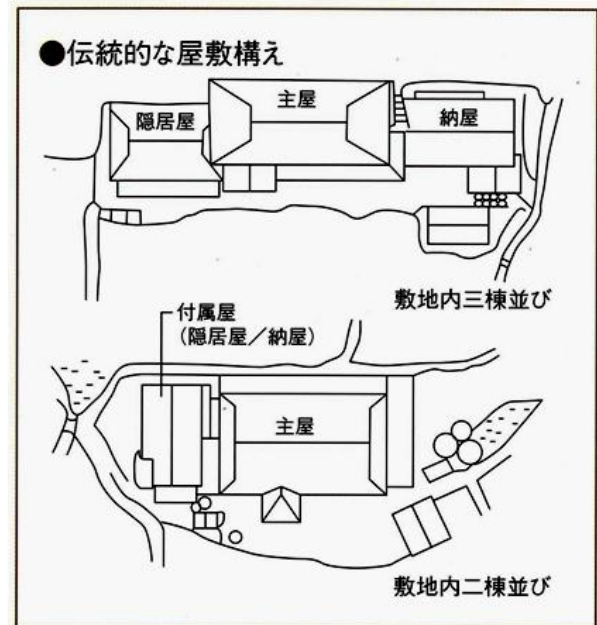 ●伝統的な屋敷構え
隠居屋
主屋
納屋
敷地内三棟並び
付属屋
(隠居屋／納屋)
主屋
敷地内二棟並び